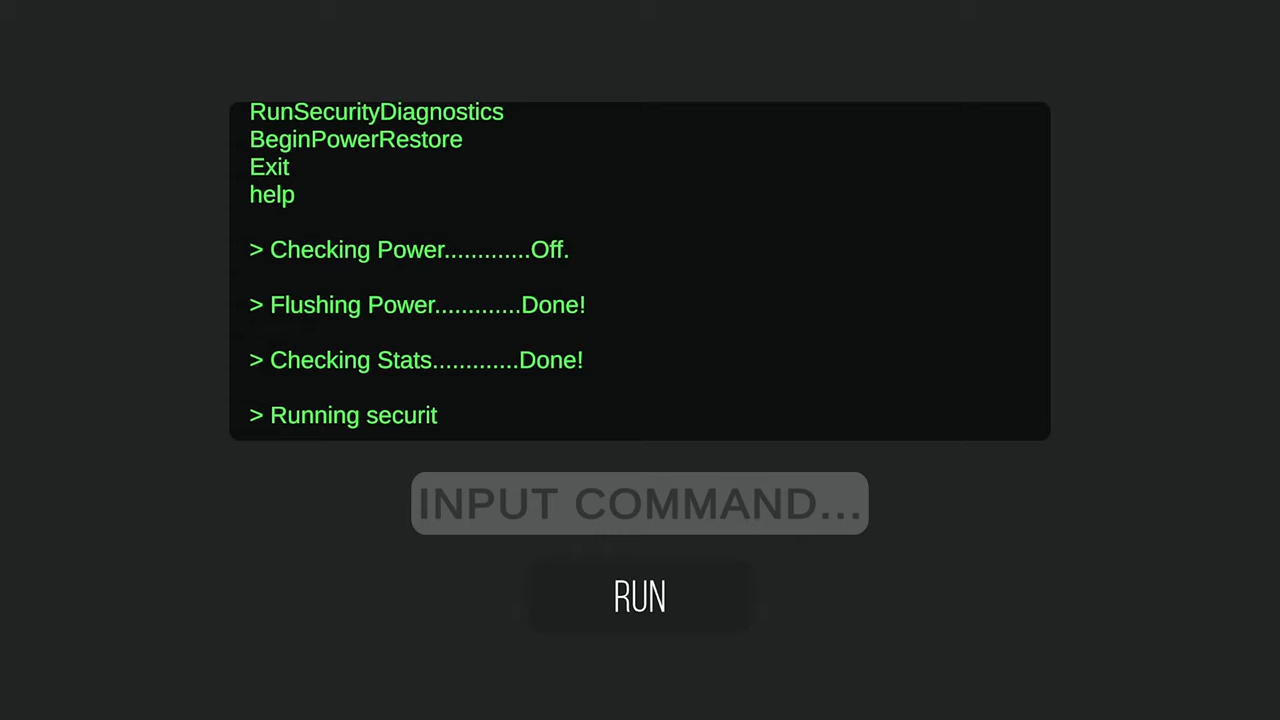 RunSecurityDiagnostics
BeginPowerRestore
Exit
help
> Checking Power.............Off.
> Flushing Power.............Done!
> Checking Stats.............Done!
> Running securit
INPUT COMMAND...
RUN